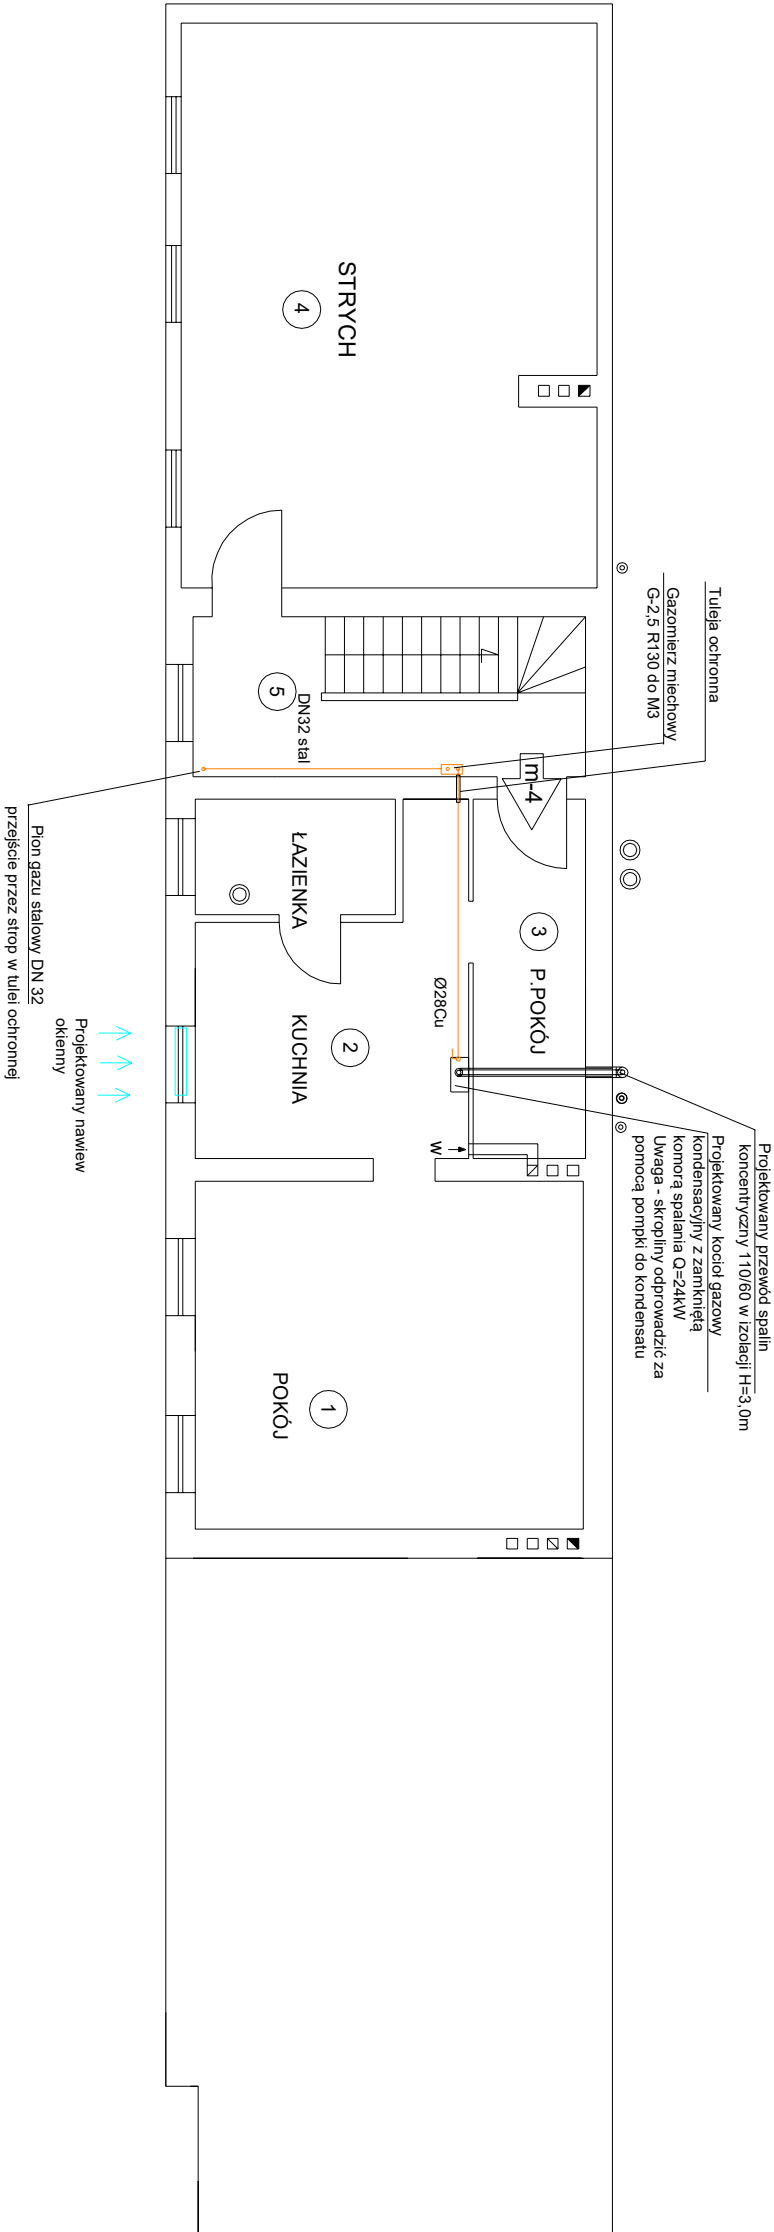 Projektowany przewód spalin
koncentryczny 110/60 w izolacji H=3,0m
Projektowany kocioł gazowy
kondensacyjny z zamkniętą
komorą spalania Q=24kW
Uwaga - skropliny odprowadzić za
pomocą pompki do kondensatu
Tuleja ochronna
Gazomierz miechowy
G-2,5 R130 do M3
STRYCH
4
5
DN32 stal
m-4
3
P.POKÓJ
Ø28Cu
ŁAZIENKA
2
KUCHNIA
W
1
POKÓJ
Projektowany nawiew
okienny
Pion gazu stalowy DN 32
przejście przez strop w tulei ochronnej